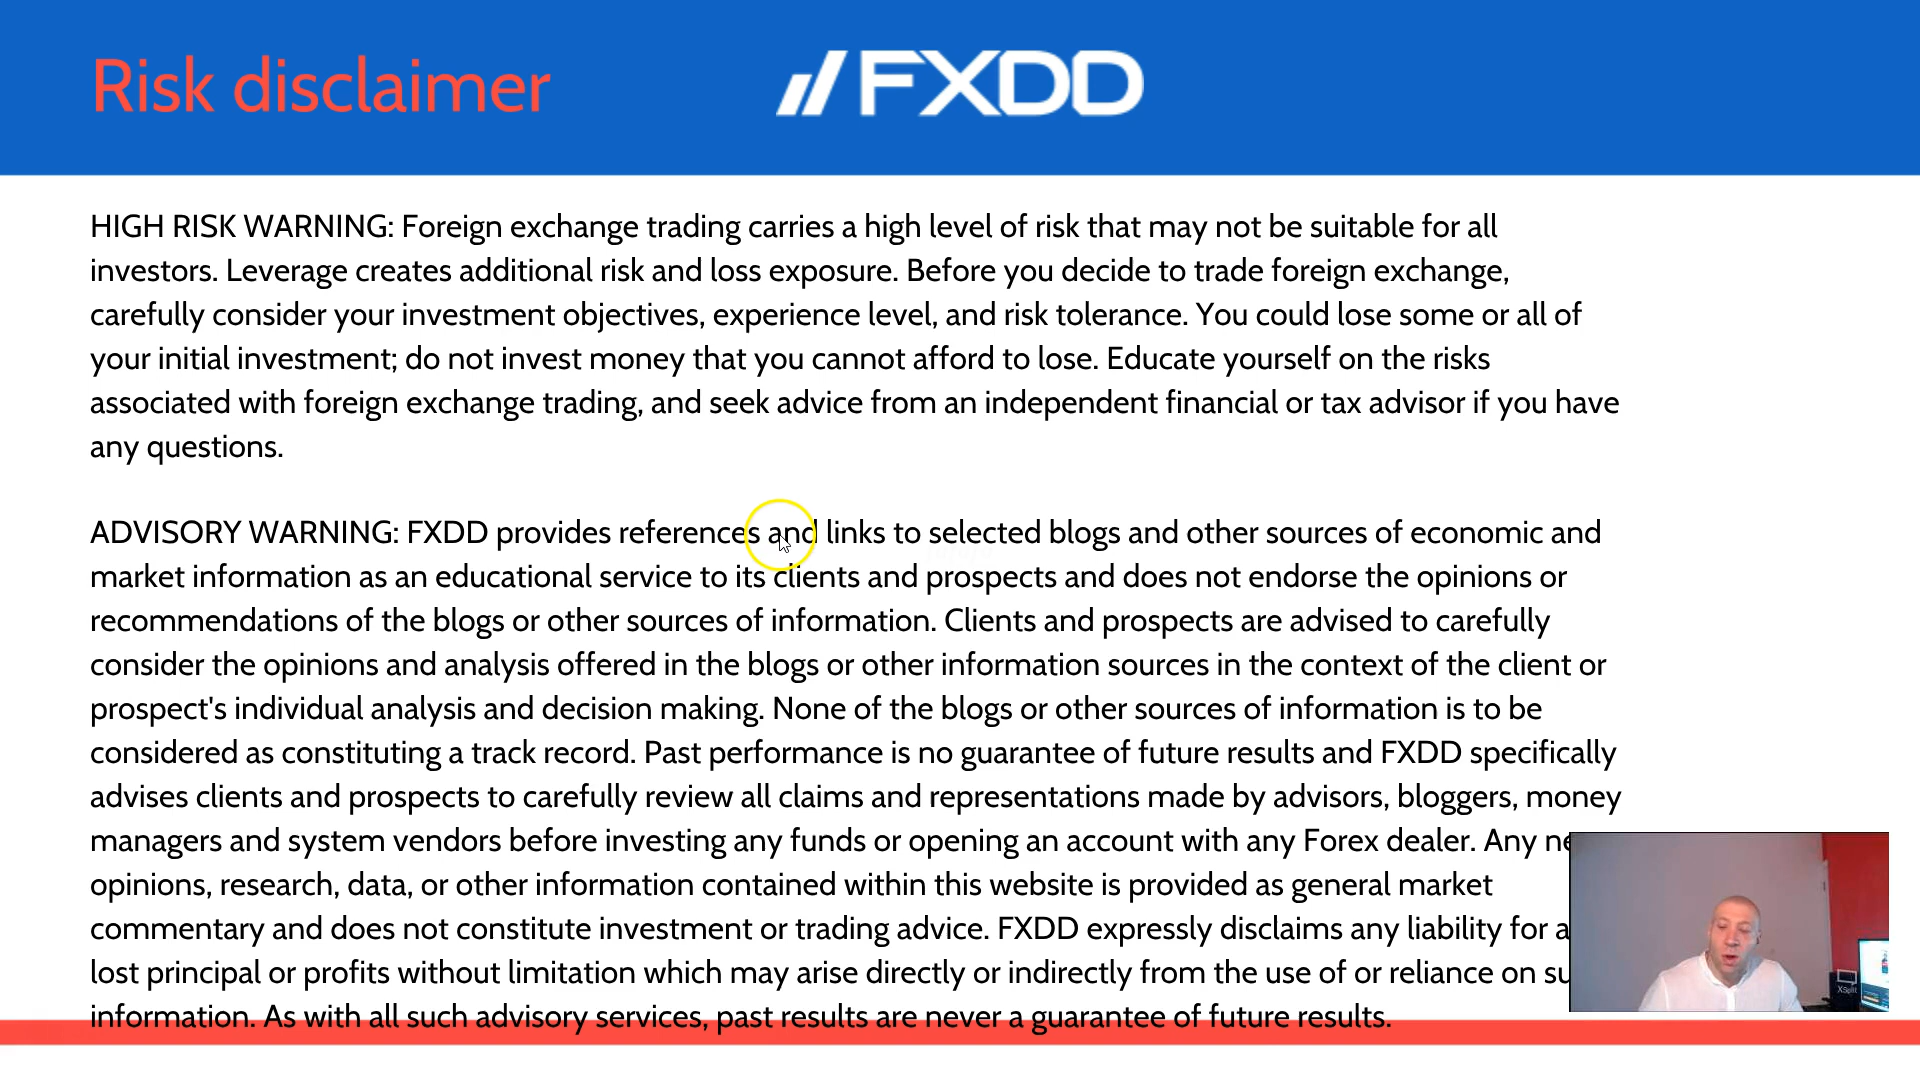 Risk disclaimer
FXDD
HIGH RISK WARNING: Foreign exchange trading carries a high level of risk that may not be suitable for all
investors. Leverage creates additional risk and loss exposure. Before you decide to trade foreign exchange,
carefully consider your investment objectives, experience level, and risk tolerance. You could lose some or all of
your initial investment; do not invest money that you cannot afford to lose. Educate yourself on the risks
associated with foreign exchange trading, and seek advice from an independent financial or tax advisor if you have
any questions.
ADVISORY WARNING: FXDD provides references and links to selected blogs and other sources of economic and
market information as an educational service to its clients and prospects and does not endorse the opinions or
recommendations of the blogs or other sources of information. Clients and prospects are advised to carefully
consider the opinions and analysis offered in the blogs or other information sources in the context of the client or
prospect's individual analysis and decision making. None of the blogs or other sources of information is to be
considered as constituting a track record. Past performance is no guarantee of future results and FXDD specifically
advises clients and prospects to carefully review all claims and representations made by advisors, bloggers, money
managers and system vendors before investing any funds or opening an account with any Forex dealer. Any
opinions, research, data, or other information contained within this website is provided as general market
commentary and does not constitute investment or trading advice. FXDD expressly disclaims any liability for
lost principal or profits without limitation which may arise directly or indirectly from the use of or reliance on
information. As with all such advisory services, past results are never a guarantee of future results.
XSplit